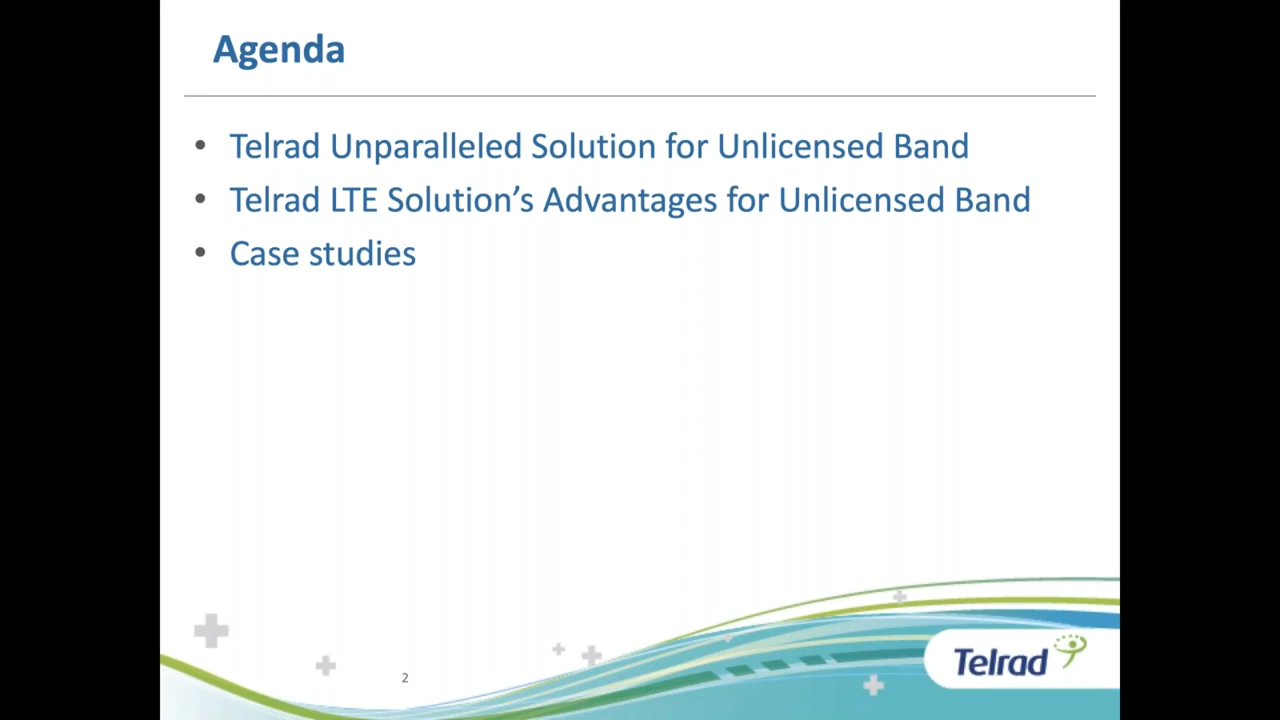 Agenda
• Telrad Unparalleled Solution for Unlicensed Band
• Telrad LTE Solution’s Advantages for Unlicensed Band
• Case studies
2
Telrad